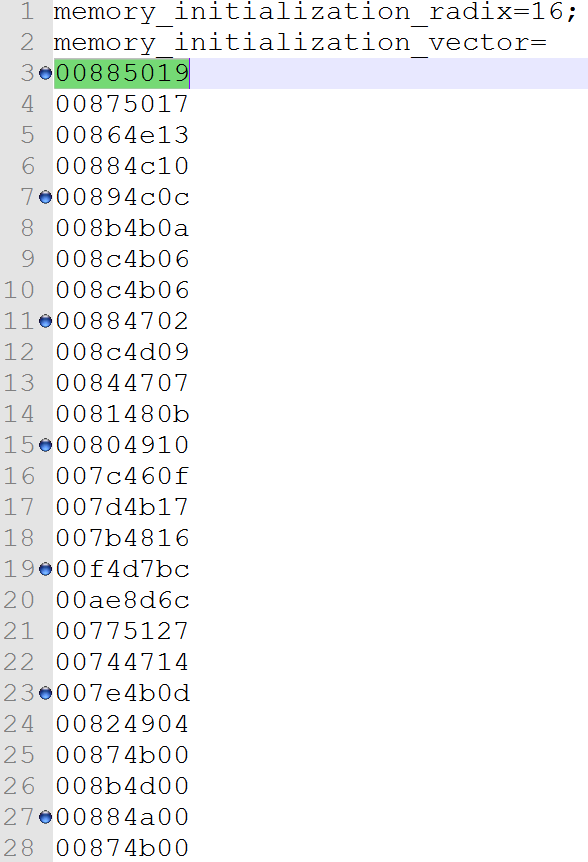 1 memory_initialization_radix=16;
2 memory_initialization_vector=
3 00885019
4 00875017
5 00864e13
6 00884c10
7 00894c0c
8 008b4b0a
9 008c4b06
10 008c4b06
11 00884702
12 008c4d09
13 00844707
14 0081480b
15 00804910
16 007c460f
17 007d4b17
18 007b4816
19 00f4d7bc
20 00ae8d6c
21 00775127
22 00744714
23 007e4b0d
24 00824904
25 00874b00
26 008b4d00
27 00884a00
28 00874b00